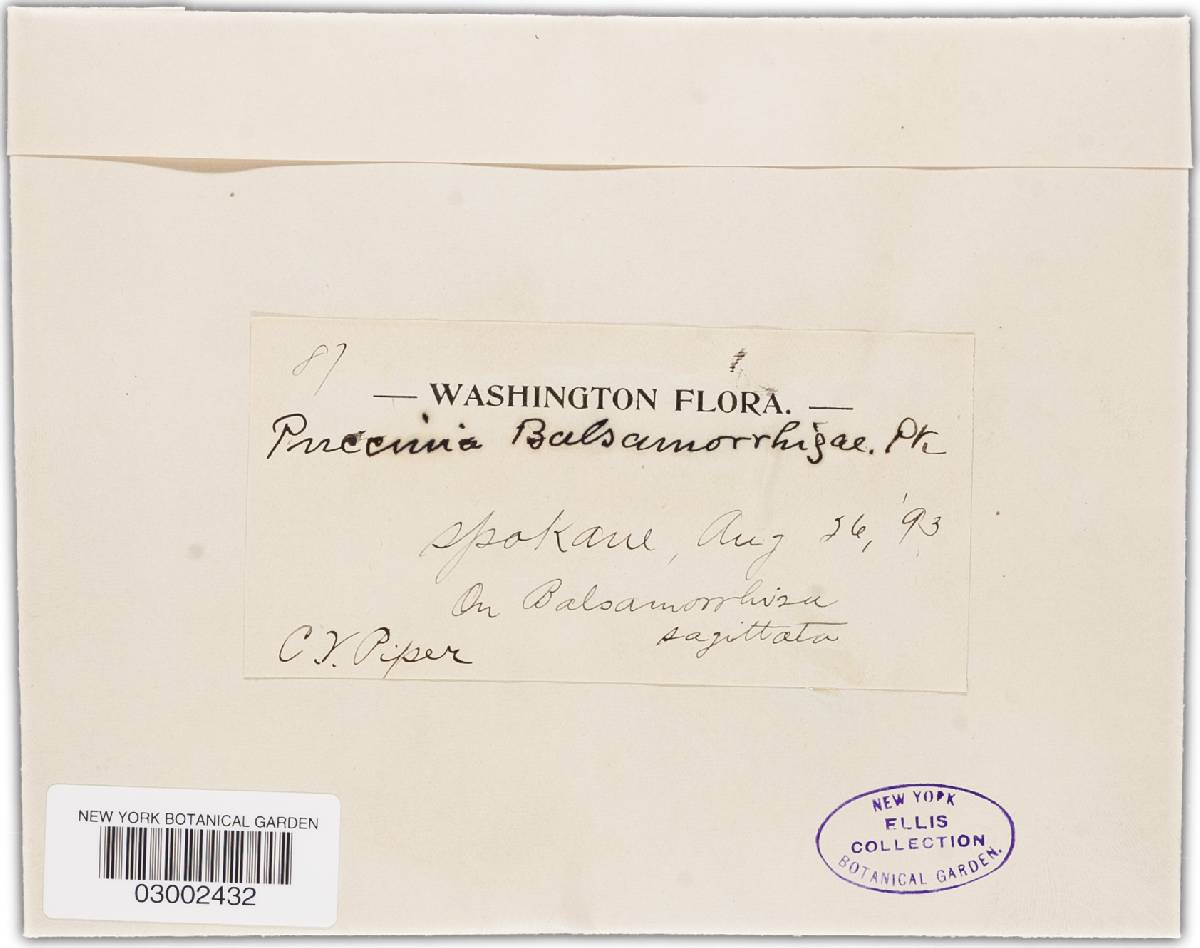 87
— WASHINGTON FLORA. —
Puccinia Balsamorrhizae. Pk
Spokane, Aug 26, '93
On Balsamorrhiza
sagittata
C. V. Piper
NEW YORK BOTANICAL GARDEN
03002432
NEW YORK
ELLIS
COLLECTION
BOTANICAL GARDEN.